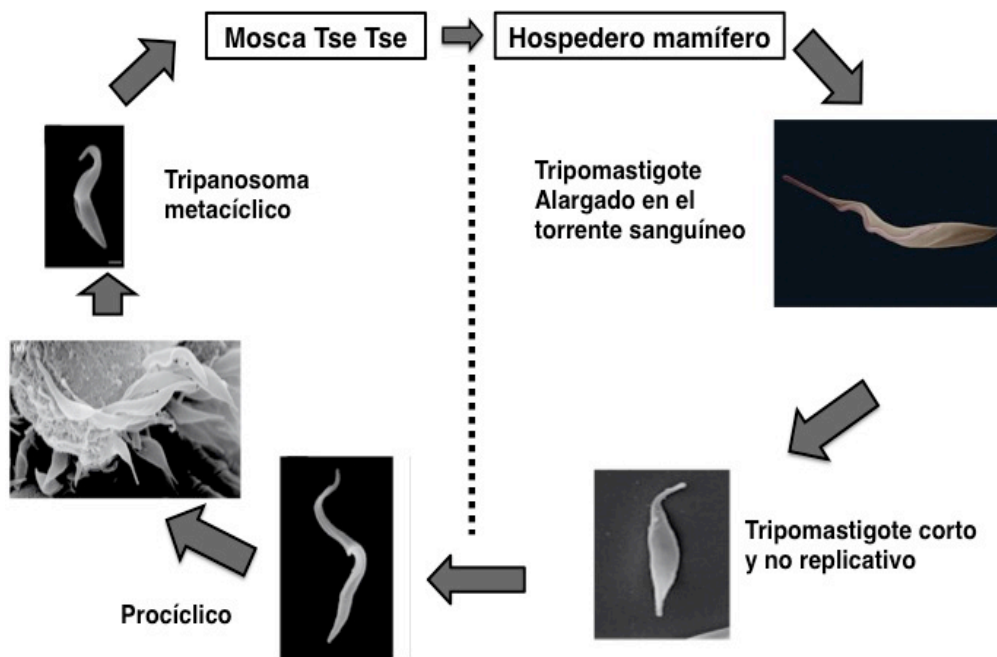 Mosca Tse Tse
Hospedero mamífero
Tripanosoma
metacíclico
Tripomastigote
Alargado en el
torrente sanguíneo
Tripomastigote corto
y no replicativo
Procíclico